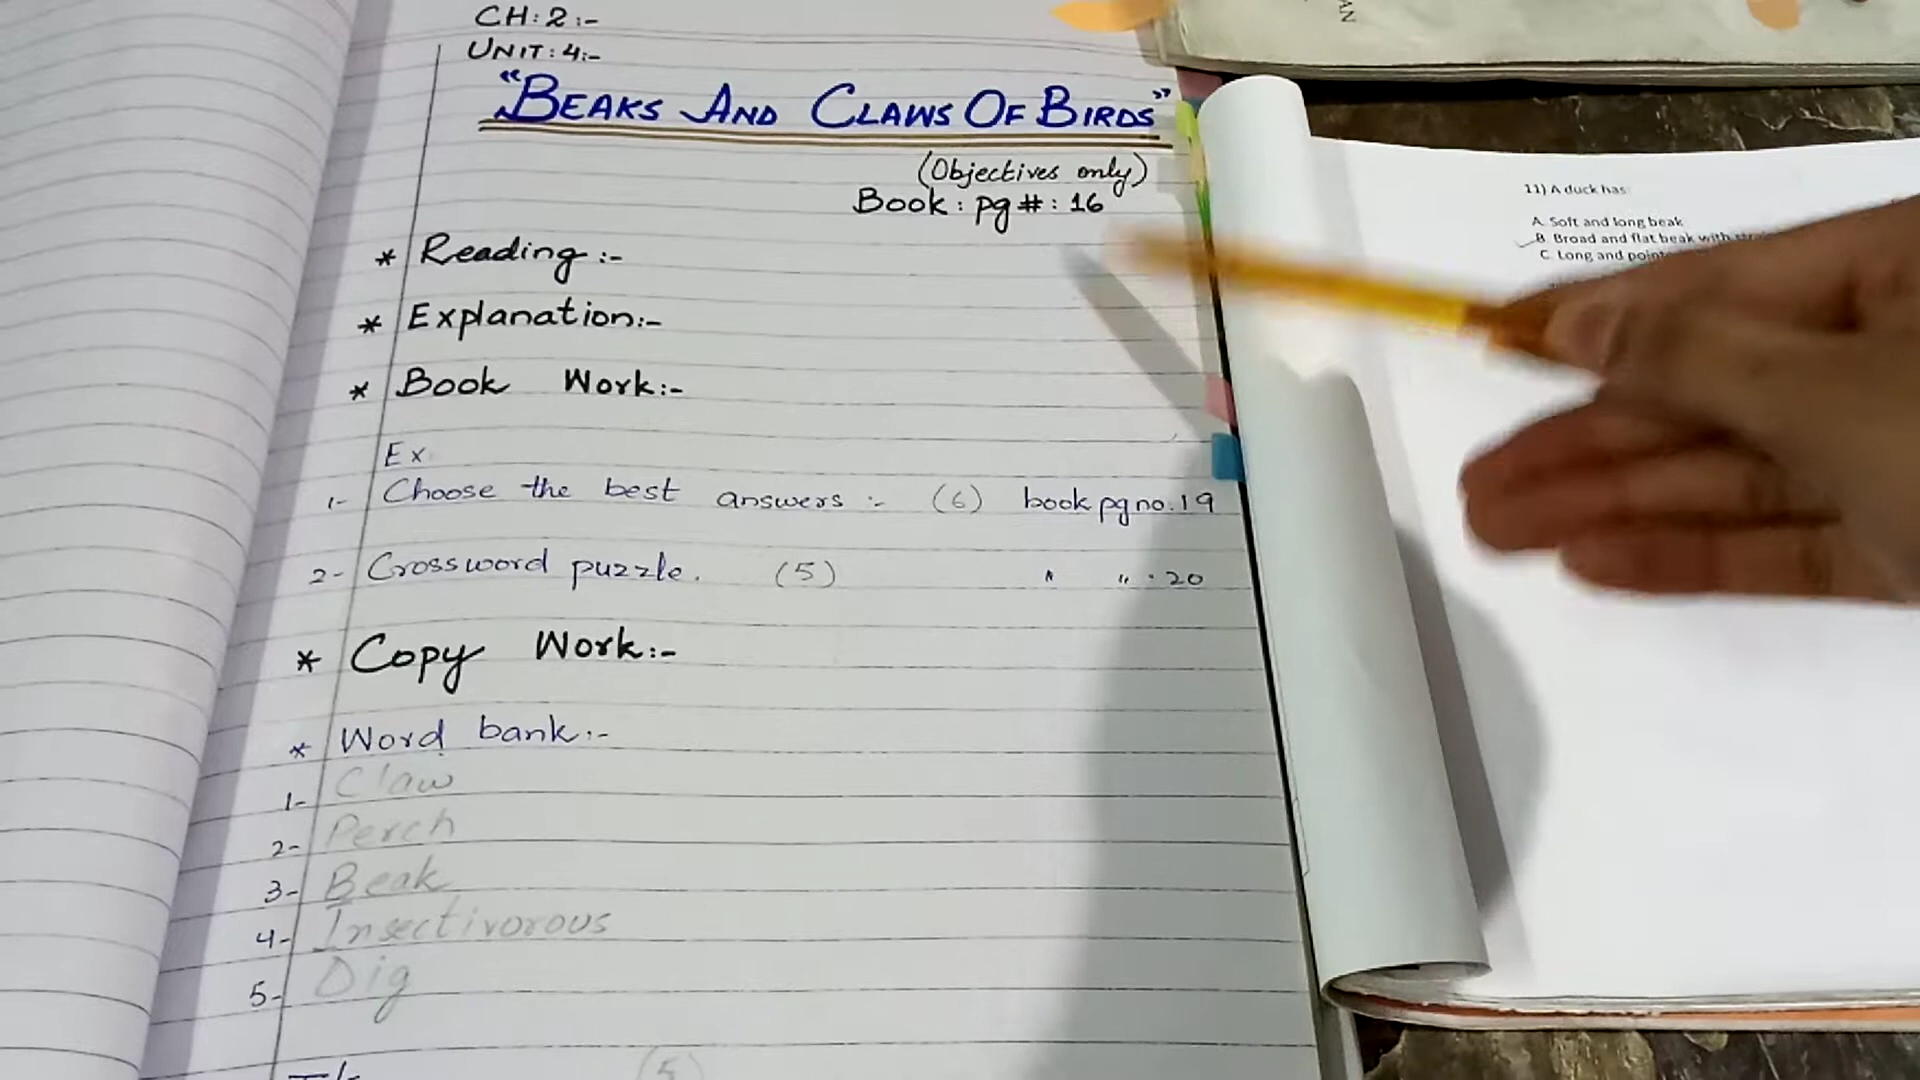 CH: 2:-
UNIT: 4:-
"BEAKS AND CLAWS OF BIRDS"
(Objectives only)
Book: pg #: 16
* Reading:-
* Explanation:-
* Book Work:-
Ex
1- Choose the best answers :- (6) book pg no. 19
2- Crossword puzzle. (5) " " . 20
* Copy Work:-
* Word bank:-
1- Claw
2- Perch
3- Beak
4- Insectivorous
5- Dig
(5)
11) A duck has:
A. Soft and long beak
B. Broad and flat beak with
C. Long and
AN